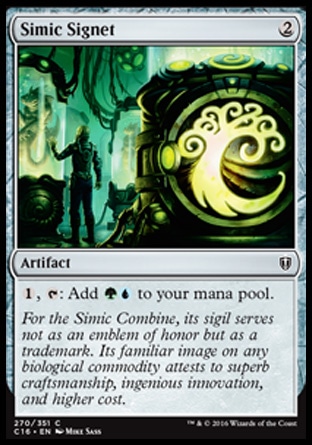 Simic Signet 2
Artifact
1, T: Add GU to your mana pool.
For the Simic Combine, its sigil serves
not as an emblem of honor but as a
trademark. Its familiar image on any
biological commodity attests to superb
craftsmanship, ingenious innovation,
and higher cost.
270/351 C
C16 • EN Mike Sass
™ & © 2016 Wizards of the Coast